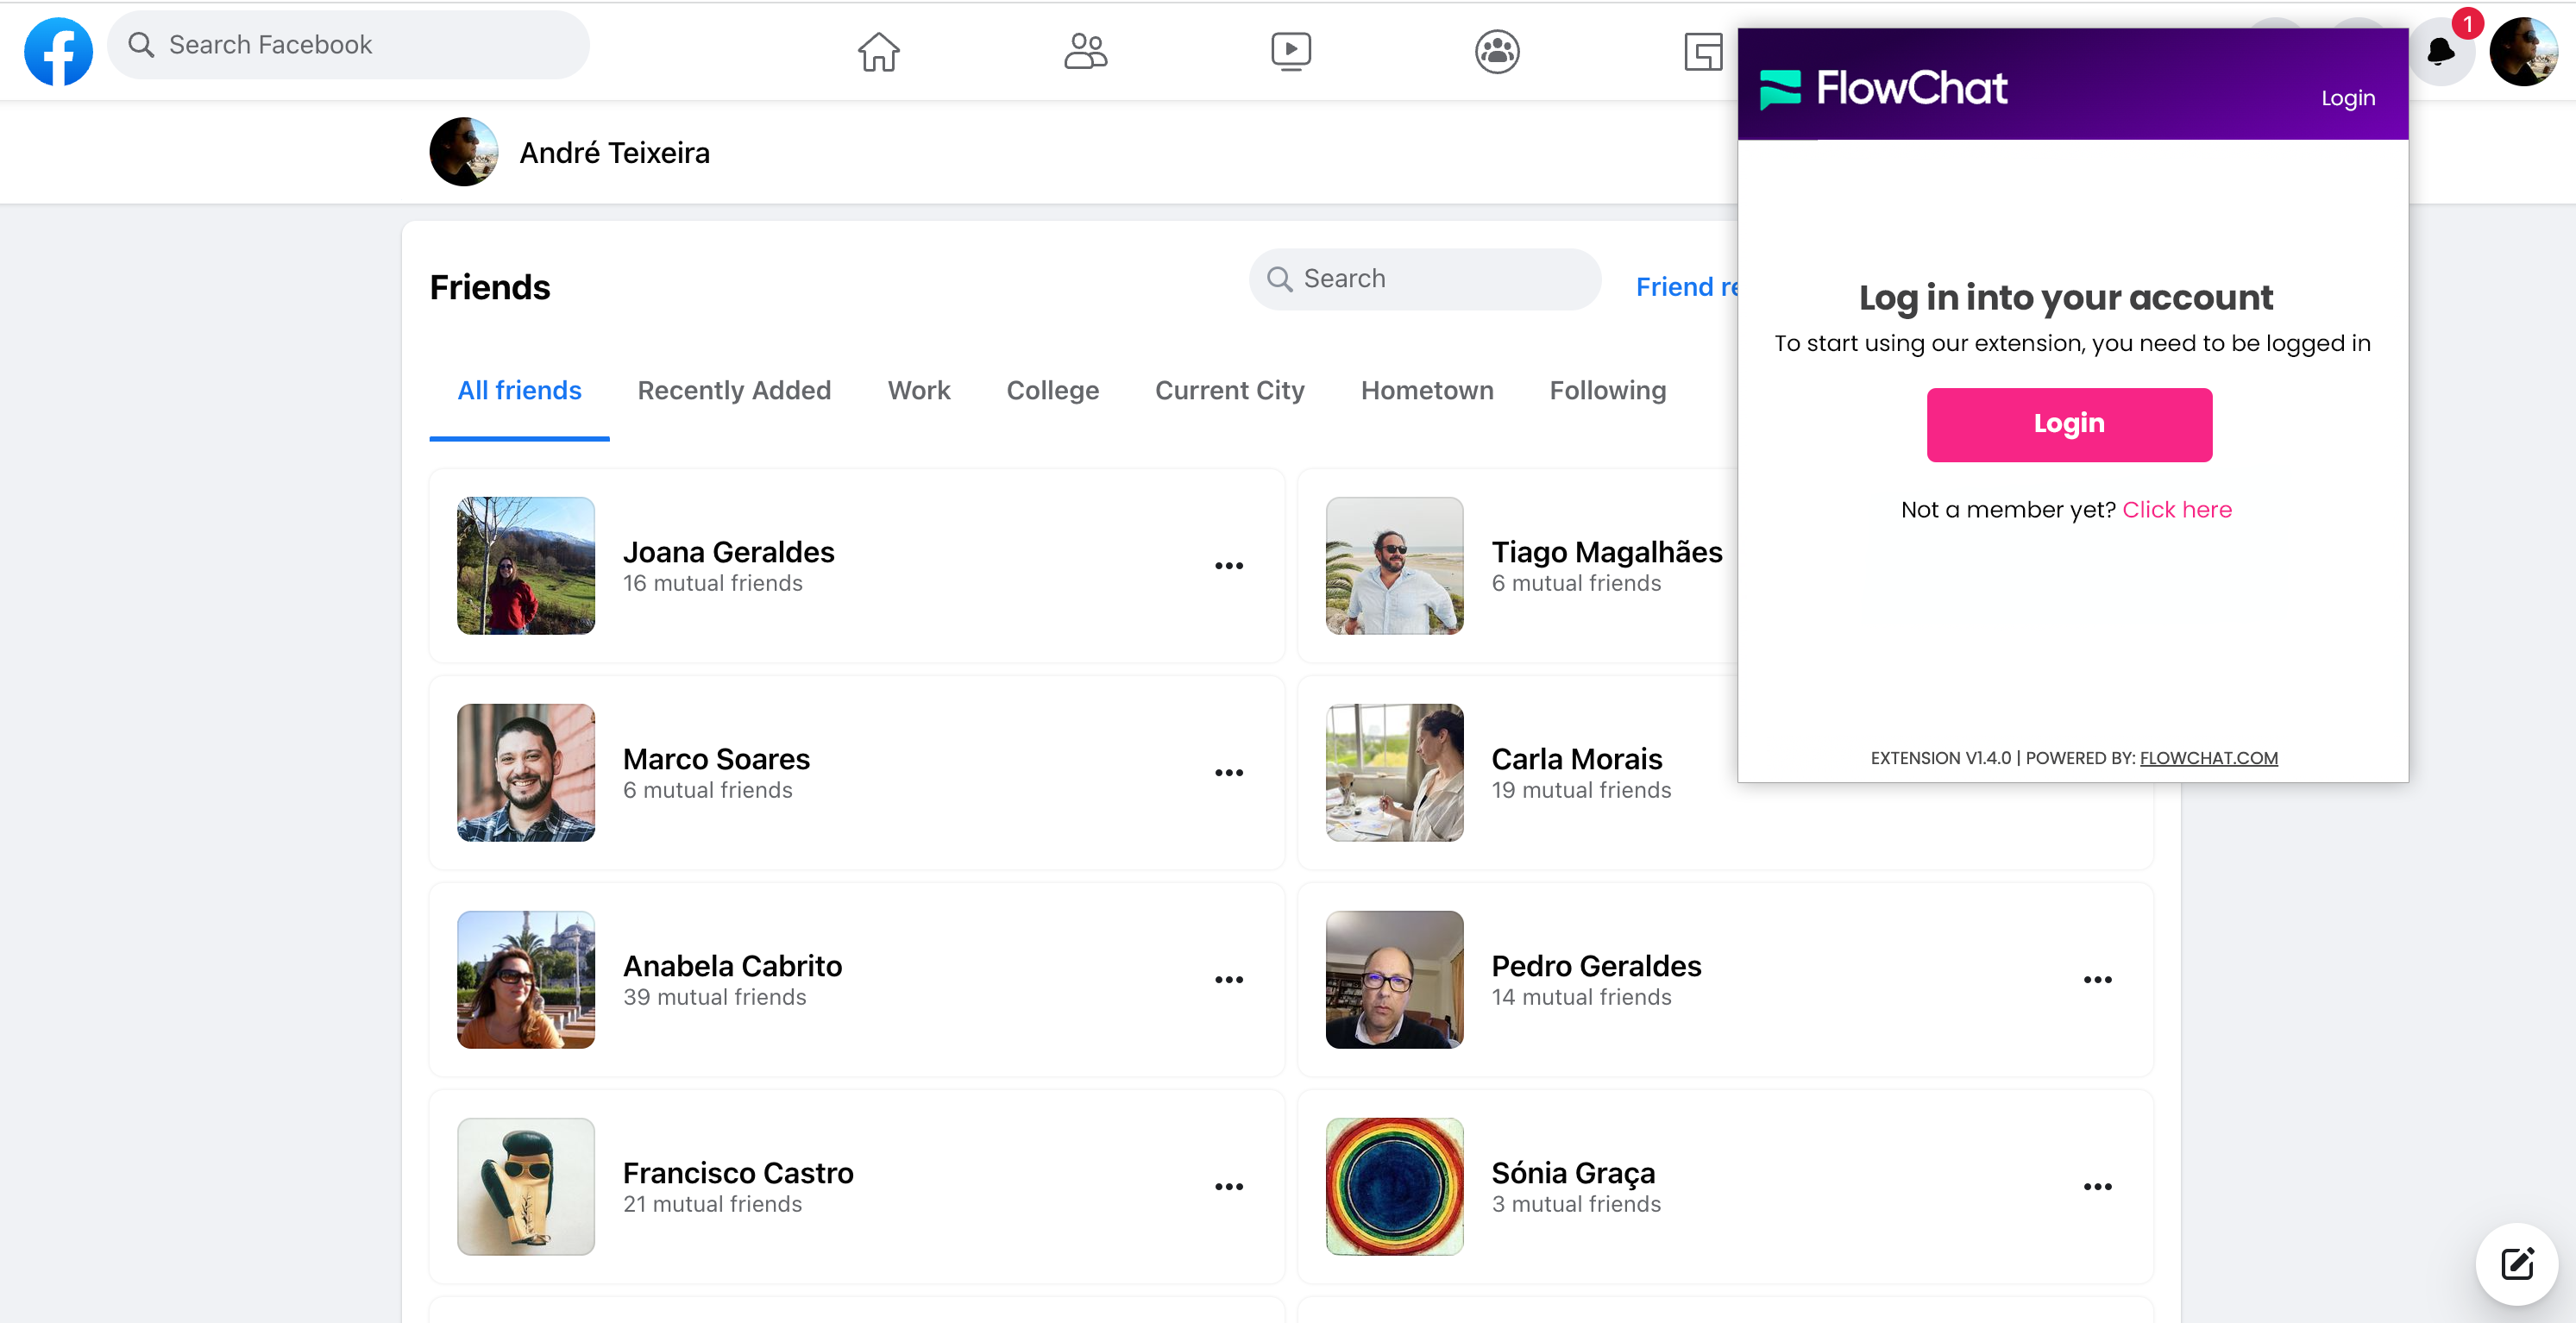 Search Facebook
1
FlowChat
Login
André Teixeira
Friends
Search
Friend
Log in into your account
To start using our extension, you need to be logged in
Login
Not a member yet? Click here
EXTENSION V1.4.0 | POWERED BY: FLOWCHAT.COM
All friends
Recently Added
Work
College
Current City
Hometown
Following
Joana Geraldes
16 mutual friends
Tiago Magalhães
6 mutual friends
Marco Soares
6 mutual friends
Carla Morais
19 mutual friends
Anabela Cabrito
39 mutual friends
Pedro Geraldes
14 mutual friends
Francisco Castro
21 mutual friends
Sónia Graça
3 mutual friends